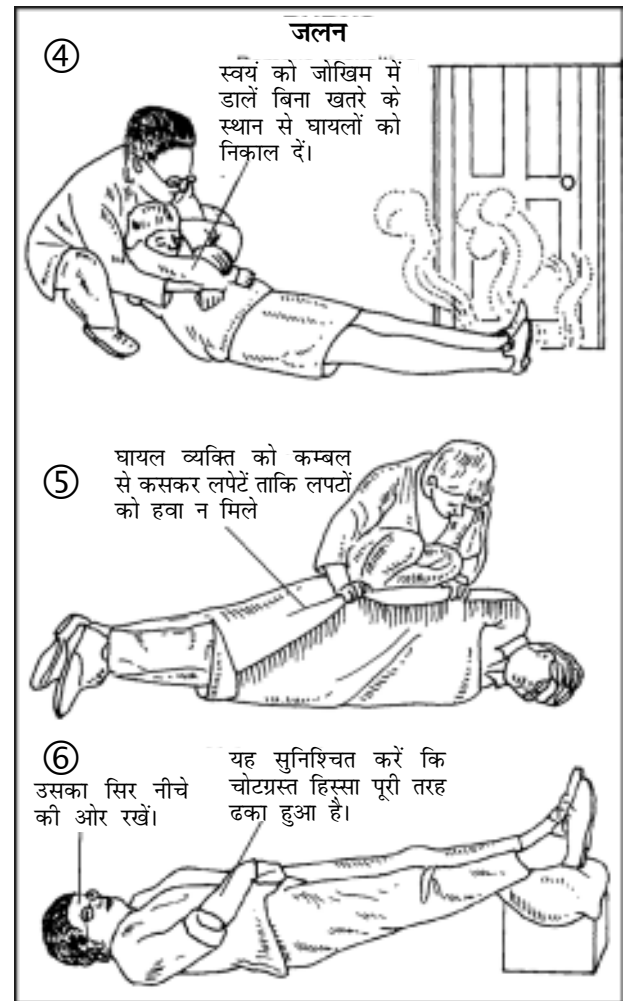 जलन
④
स्वयं को जोखिम में
डालें बिना खतरे के
स्थान से घायलों को
निकाल दें।
⑤
घायल व्यक्ति को कम्बल
से कसकर लपेटें ताकि लपटों
को हवा न मिले
⑥
उसका सिर नीचे
की ओर रखें।
यह सुनिश्चित करें कि
चोटग्रस्त हिस्सा पूरी तरह
ढका हुआ है।